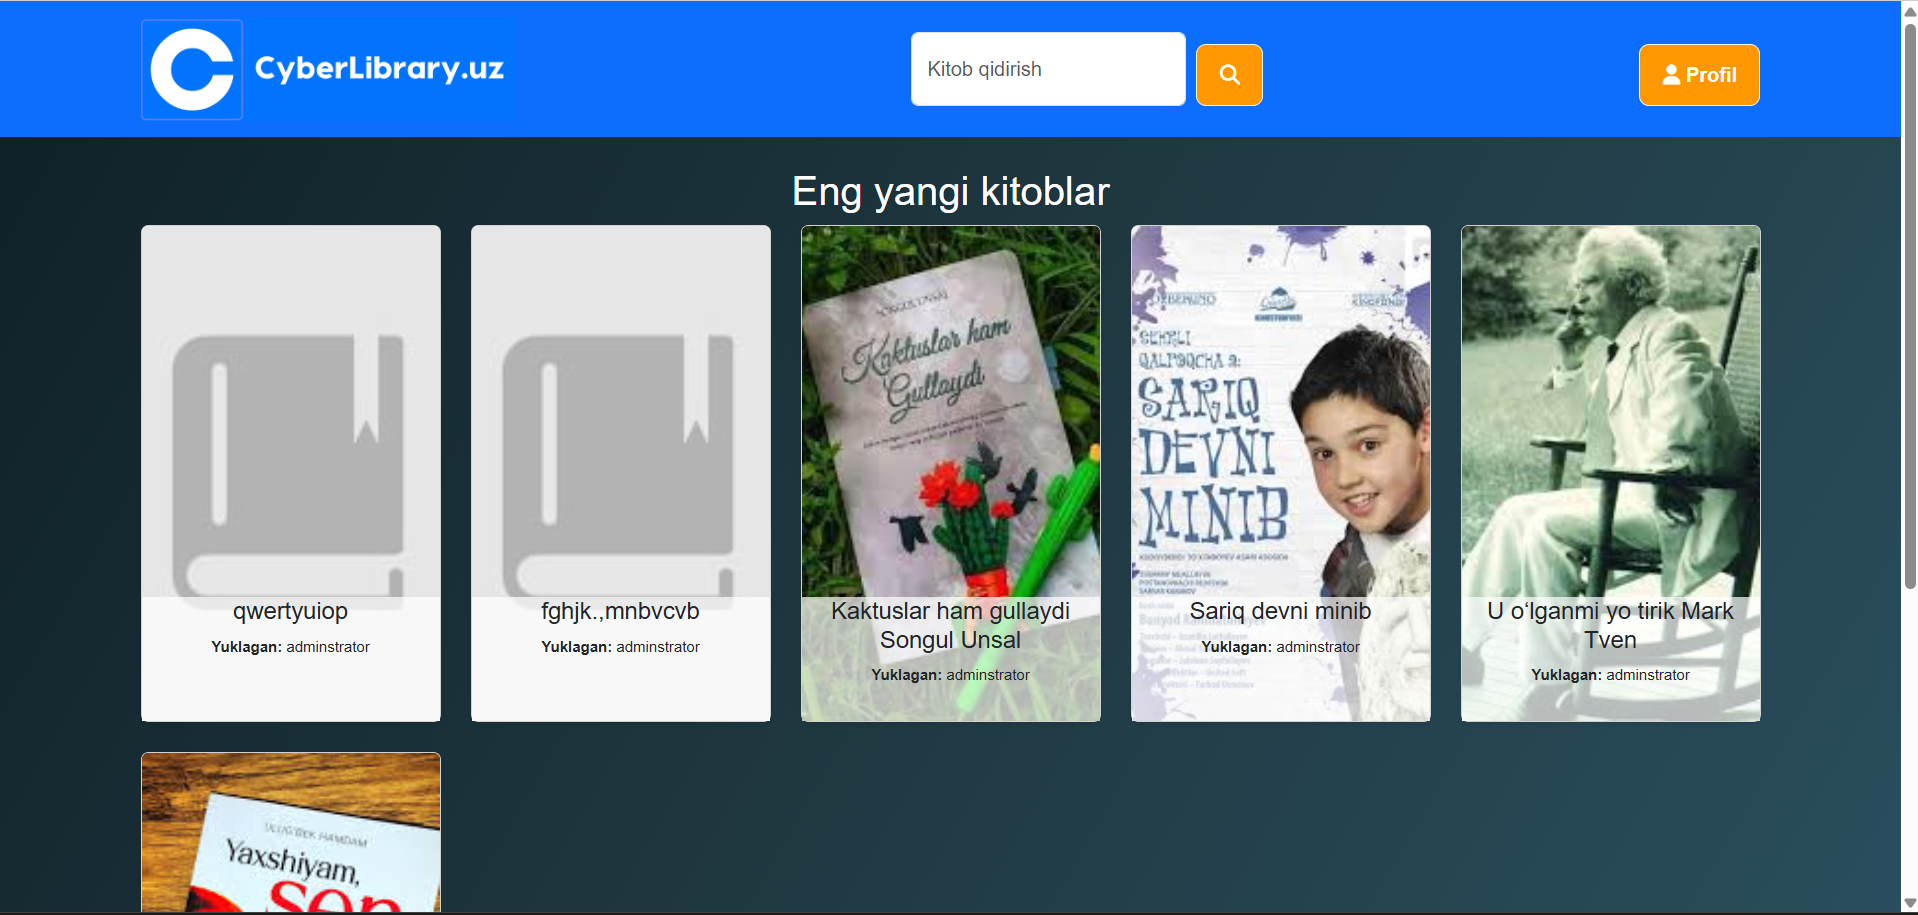 CyberLibrary.uz
Kitob qidirish
Profil
Eng yangi kitoblar
qwertyuiop
Yuklagan: adminstrator
fghjk.,mnbvcvb
Yuklagan: adminstrator
SONGUL UNSAL
Kaktuslar ham
Gullaydi
Kaktuslar ham gullaydi
Songul Unsal
Yuklagan: adminstrator
SEHRLI
QALPOQCHA 2:
SARIQ
DEVNI
MINIB
Sariq devni minib
Yuklagan: adminstrator
U o‘lganmi yo tirik Mark
Tven
Yuklagan: adminstrator
ULUG'BEK HAMDAM
Yaxshiyam,
sen